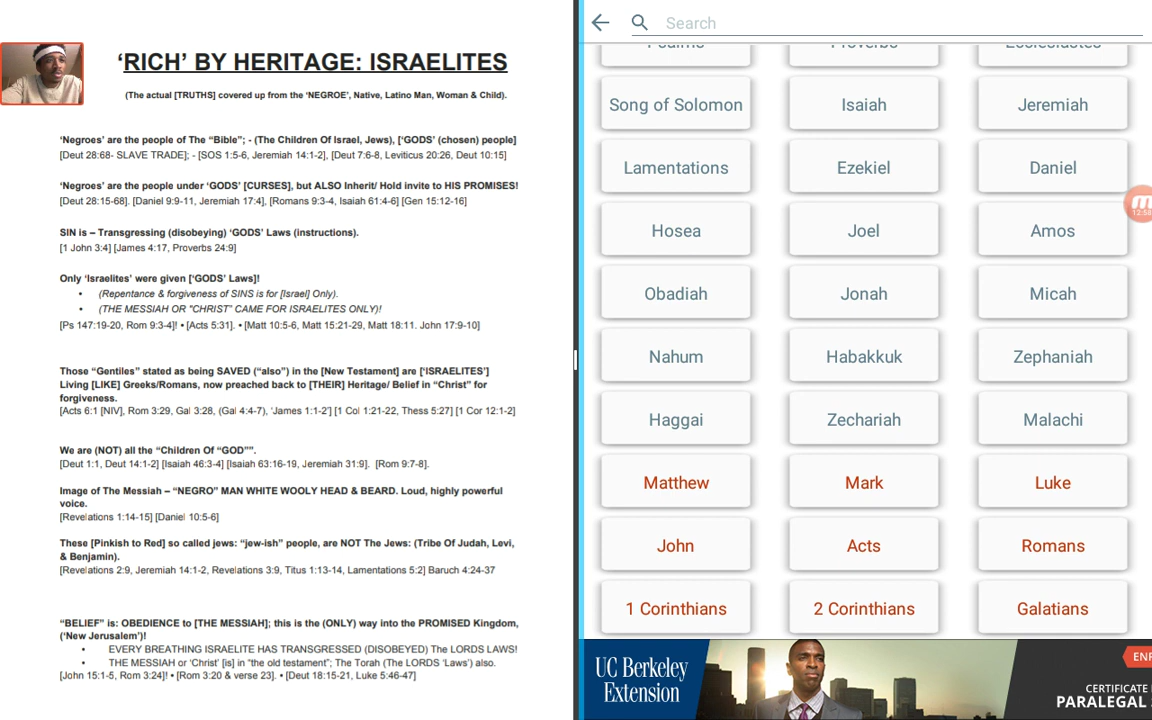 ‘RICH’ BY HERITAGE: ISRAELITES
(The actual [TRUTHS] covered up from the ‘NEGROE’, Native, Latino Man, Woman & Child).
‘Negroes’ are the people of The “Bible”; - (The Children Of Israel, Jews), [‘GODS’ (chosen) people]
[Deut 28:68- SLAVE TRADE]; - [SOS 1:5-6, Jeremiah 14:1-2], [Deut 7:6-8, Leviticus 20:26, Deut 10:15]
‘Negroes’ are the people under ‘GODS’ [CURSES], but ALSO Inherit/ Hold invite to HIS PROMISES!
[Deut 28:15-68]. [Daniel 9:9-11, Jeremiah 17:4], [Romans 9:3-4, Isaiah 61:4-6] [Gen 15:12-16]
SIN is – Transgressing (disobeying) ‘GODS’ Laws (instructions).
[1 John 3:4] [James 4:17, Proverbs 24:9]
Only ‘Israelites’ were given [‘GODS’ Laws]!
• (Repentance & forgiveness of SINS is for [Israel] Only).
• (THE MESSIAH OR "CHRIST" CAME FOR ISRAELITES ONLY)!
[Ps 147:19-20, Rom 9:3-4]! • [Acts 5:31]. • [Matt 10:5-6, Matt 15:21-29, Matt 18:11. John 17:9-10]
Those “Gentiles” stated as being SAVED (“also”) in the [New Testament] are [‘ISRAELITES’]
Living [LIKE] Greeks/Romans, now preached back to [THEIR] Heritage/ Belief in “Christ” for
forgiveness.
[Acts 6:1 [NIV], Rom 3:29, Gal 3:28, (Gal 4:4-7), ‘James 1:1-2’] [1 Col 1:21-22, Thess 5:27] [1 Cor 12:1-2]
We are (NOT) all the “Children Of “GOD””.
[Deut 1:1, Deut 14:1-2] [Isaiah 46:3-4] [Isaiah 63:16-19, Jeremiah 31:9]. [Rom 9:7-8].
Image of The Messiah – “NEGRO” MAN WHITE WOOLY HEAD & BEARD. Loud, highly powerful
voice.
[Revelations 1:14-15] [Daniel 10:5-6]
These [Pinkish to Red] so called jews: “jew-ish” people, are NOT The Jews: (Tribe Of Judah, Levi,
& Benjamin).
[Revelations 2:9, Jeremiah 14:1-2, Revelations 3:9, Titus 1:13-14, Lamentations 5:2] Baruch 4:24-37
“BELIEF” is: OBEDIENCE to [THE MESSIAH]; this is the (ONLY) way into the PROMISED Kingdom,
(‘New Jerusalem’)!
• EVERY BREATHING ISRAELITE HAS TRANSGRESSED (DISOBEYED) The LORDS LAWS!
• THE MESSIAH or ‘Christ’ [is] in “the old testament”; The Torah (The LORDS ‘Laws’) also.
[John 15:1-5, Rom 3:24]! • [Rom 3:20 & verse 23]. • [Deut 18:15-21, Luke 5:46-47]
Search
Psalms Proverbs Ecclesiastes
Song of Solomon Isaiah Jeremiah
Lamentations Ezekiel Daniel
Hosea Joel Amos
Obadiah Jonah Micah
Nahum Habakkuk Zephaniah
Haggai Zechariah Malachi
Matthew Mark Luke
John Acts Romans
1 Corinthians 2 Corinthians Galatians
12:58
UC Berkeley
Extension
ENR
CERTIFICATE
PARALEGAL